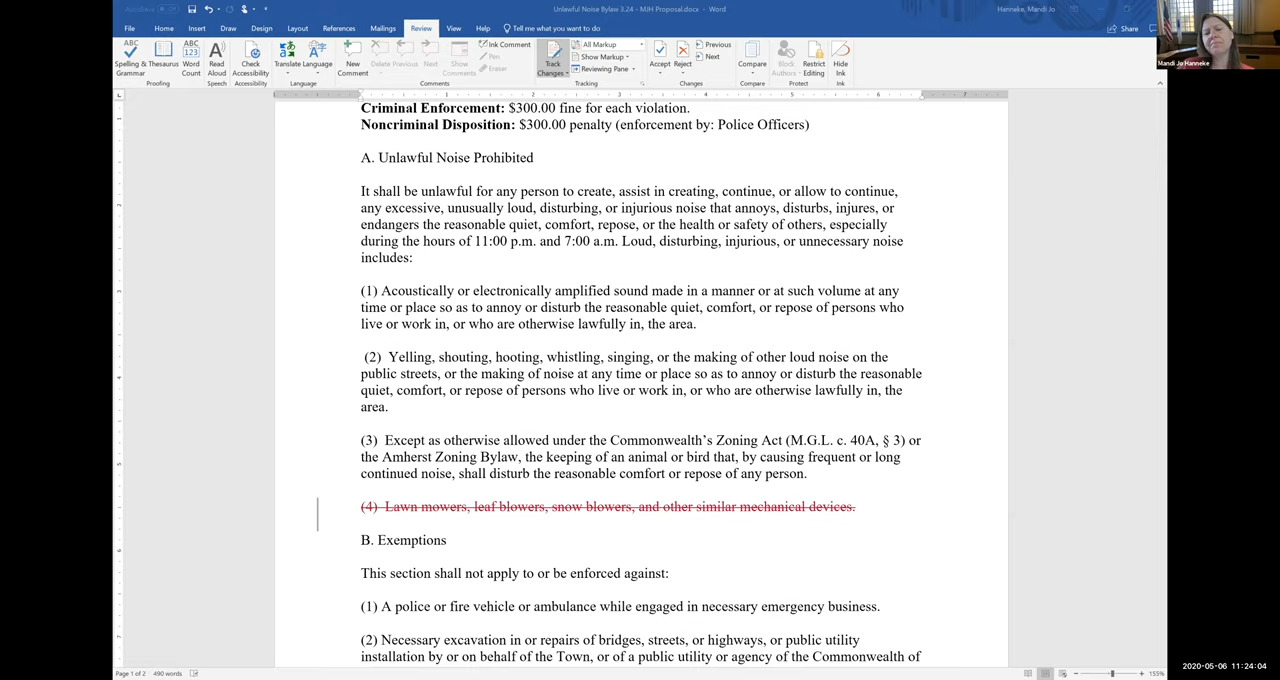 Unlawful Noise Bylaw 3.24 - MJH Proposal.docx - Word
Hanneke, Mandi Jo
File Home Insert Draw Design Layout References Mailings Review View Help Tell me what you want to do
Share
Mandi Jo Hanneke
Spelling & Grammar
Thesaurus
Word Count
Read Aloud
Check Accessibility
Translate
Language
New Comment
Delete
Previous
Next
Show Comments
Ink Comment
Pen
Eraser
Track Changes
All Markup
Show Markup
Reviewing Pane
Accept
Reject
Previous
Next
Compare
Block Authors
Restrict Editing
Hide Ink
Proofing Speech Accessibility Language Comments Tracking Changes Compare Protect Ink
Criminal Enforcement: $300.00 fine for each violation.
Noncriminal Disposition: $300.00 penalty (enforcement by: Police Officers)
A. Unlawful Noise Prohibited
It shall be unlawful for any person to create, assist in creating, continue, or allow to continue,
any excessive, unusually loud, disturbing, or injurious noise that annoys, disturbs, injures, or
endangers the reasonable quiet, comfort, repose, or the health or safety of others, especially
during the hours of 11:00 p.m. and 7:00 a.m. Loud, disturbing, injurious, or unnecessary noise
includes:
(1) Acoustically or electronically amplified sound made in a manner or at such volume at any
time or place so as to annoy or disturb the reasonable quiet, comfort, or repose of persons who
live or work in, or who are otherwise lawfully in, the area.
(2) Yelling, shouting, hooting, whistling, singing, or the making of other loud noise on the
public streets, or the making of noise at any time or place so as to annoy or disturb the reasonable
quiet, comfort, or repose of persons who live or work in, or who are otherwise lawfully in, the
area.
(3) Except as otherwise allowed under the Commonwealth’s Zoning Act (M.G.L. c. 40A, § 3) or
the Amherst Zoning Bylaw, the keeping of an animal or bird that, by causing frequent or long
continued noise, shall disturb the reasonable comfort or repose of any person.
(4) Lawn mowers, leaf blowers, snow blowers, and other similar mechanical devices.
B. Exemptions
This section shall not apply to or be enforced against:
(1) A police or fire vehicle or ambulance while engaged in necessary emergency business.
(2) Necessary excavation in or repairs of bridges, streets, or highways, or public utility
installation by or on behalf of the Town, or of a public utility or agency of the Commonwealth of
Page 1 of 2 490 words
155%
2020-05-06 11:24:04